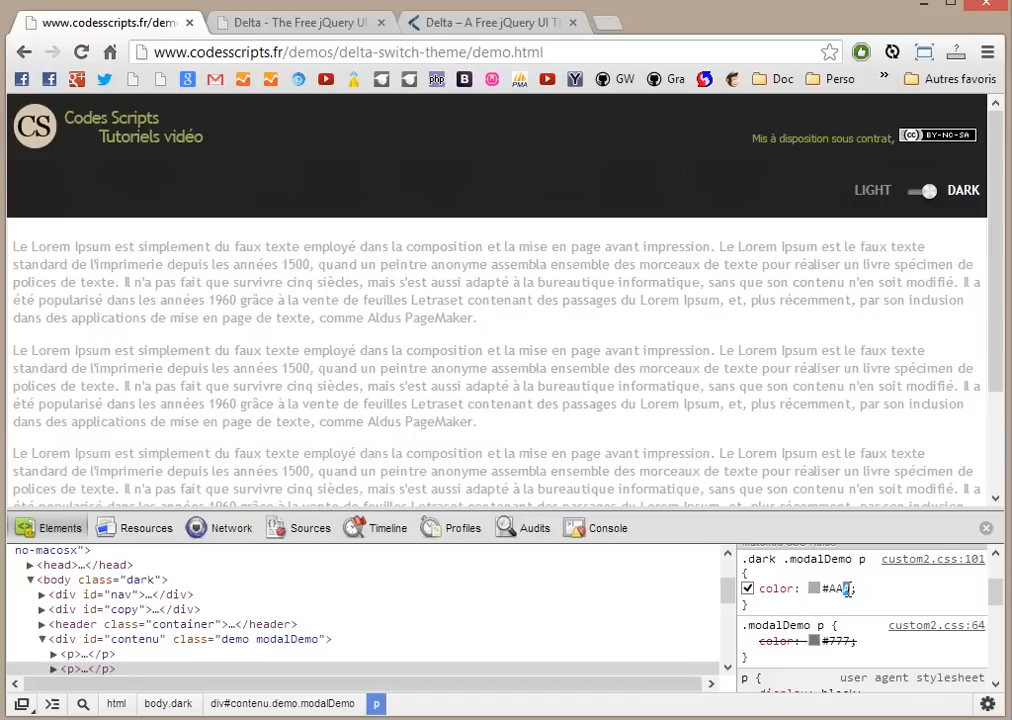 www.codesscripts.fr/dem
Delta - The Free jQuery UI
Delta – A Free jQuery UI T
www.codesscripts.fr/demos/delta-switch-theme/demo.html
php B PMA Y GW Gra Doc Perso » Autres favoris
CS Codes Scripts
Tutoriels vidéo
Mis à disposition sous contrat, (cc) BY-NC-SA
LIGHT DARK
Le Lorem Ipsum est simplement du faux texte employé dans la composition et la mise en page avant impression. Le Lorem Ipsum est le faux texte
standard de l'imprimerie depuis les années 1500, quand un peintre anonyme assembla ensemble des morceaux de texte pour réaliser un livre spécimen de
polices de texte. Il n'a pas fait que survivre cinq siècles, mais s'est aussi adapté à la bureautique informatique, sans que son contenu n'en soit modifié. Il a
été popularisé dans les années 1960 grâce à la vente de feuilles Letraset contenant des passages du Lorem Ipsum, et, plus récemment, par son inclusion
dans des applications de mise en page de texte, comme Aldus PageMaker.
Le Lorem Ipsum est simplement du faux texte employé dans la composition et la mise en page avant impression. Le Lorem Ipsum est le faux texte
standard de l'imprimerie depuis les années 1500, quand un peintre anonyme assembla ensemble des morceaux de texte pour réaliser un livre spécimen de
polices de texte. Il n'a pas fait que survivre cinq siècles, mais s'est aussi adapté à la bureautique informatique, sans que son contenu n'en soit modifié. Il a
été popularisé dans les années 1960 grâce à la vente de feuilles Letraset contenant des passages du Lorem Ipsum, et, plus récemment, par son inclusion
dans des applications de mise en page de texte, comme Aldus PageMaker.
Le Lorem Ipsum est simplement du faux texte employé dans la composition et la mise en page avant impression. Le Lorem Ipsum est le faux texte
standard de l'imprimerie depuis les années 1500, quand un peintre anonyme assembla ensemble des morceaux de texte pour réaliser un livre spécimen de
polices de texte. Il n'a pas fait que survivre cinq siècles, mais s'est aussi adapté à la bureautique informatique, sans que son contenu n'en soit modifié. Il a
Elements Resources Network Sources Timeline Profiles Audits Console
no-macosx">
<head>…</head>
<body class="dark">
<div id="nav">…</div>
<div id="copy">…</div>
<header class="container">…</header>
<div id="contenu" class="demo modalDemo">
<p>…</p>
<p>…</p>
.dark .modalDemo p custom2.css:101
{
color: #AA
}
.modalDemo p { custom2.css:64
color: #777;
}
p { user agent stylesheet
html body.dark div#contenu.demo.modalDemo p